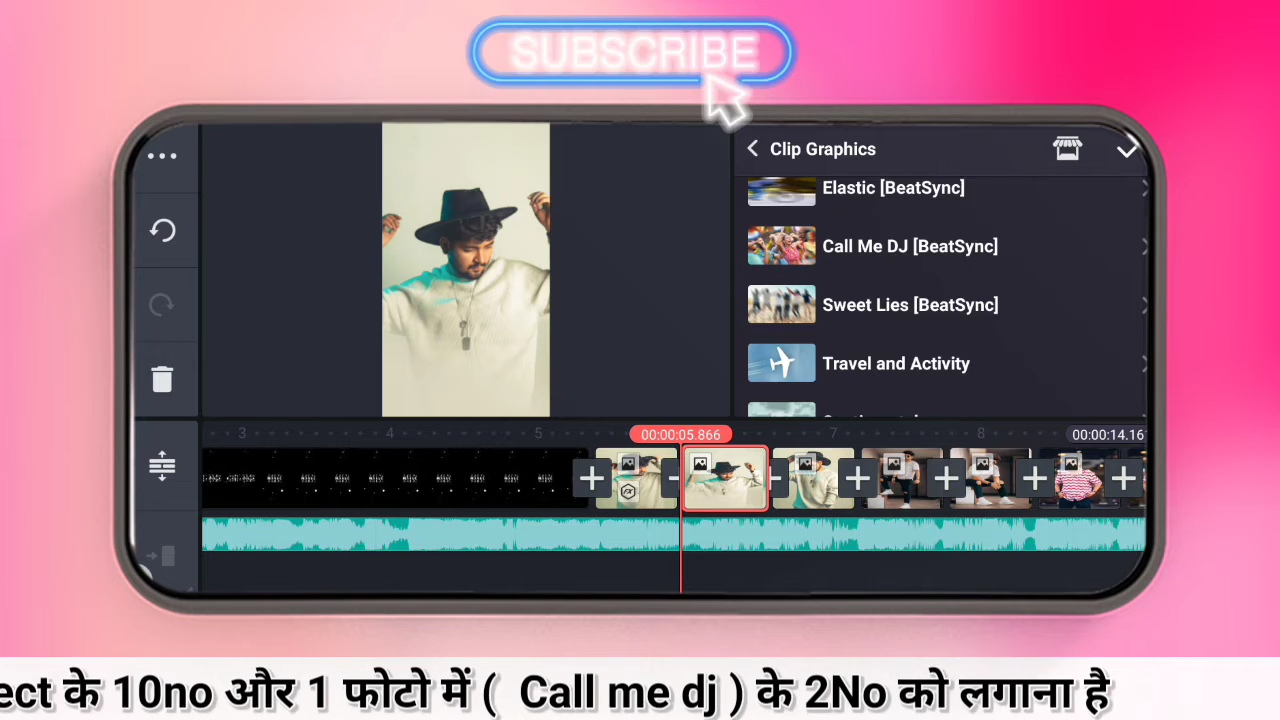 SUBSCRIBE
Clip Graphics
Elastic [BeatSync]
Call Me DJ [BeatSync]
Sweet Lies [BeatSync]
Travel and Activity
3 4 5 00:00:05.866 7 8 00:00:14.16
ect के 10no और 1 फोटो में ( Call me dj ) के 2No को लगाना है